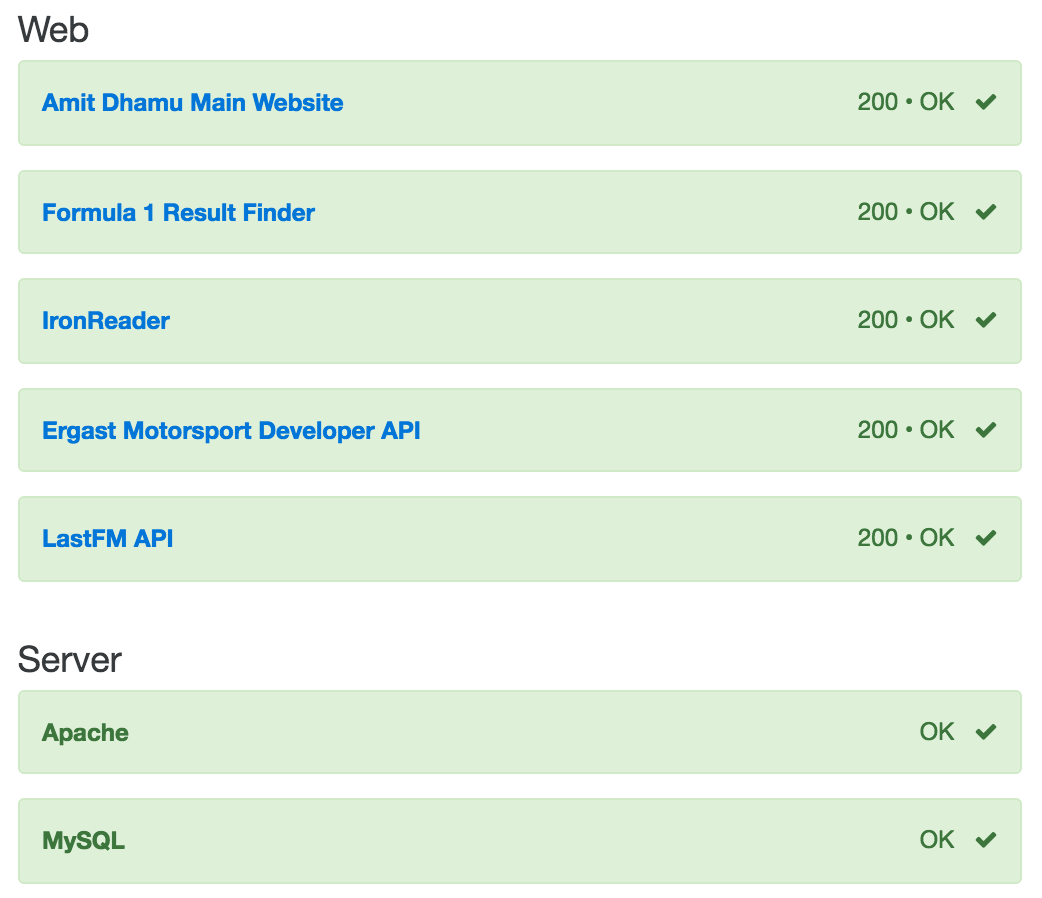 Web
Amit Dhamu Main Website 200 • OK ✔
Formula 1 Result Finder 200 • OK ✔
IronReader 200 • OK ✔
Ergast Motorsport Developer API 200 • OK ✔
LastFM API 200 • OK ✔
Server
Apache OK ✔
MySQL OK ✔